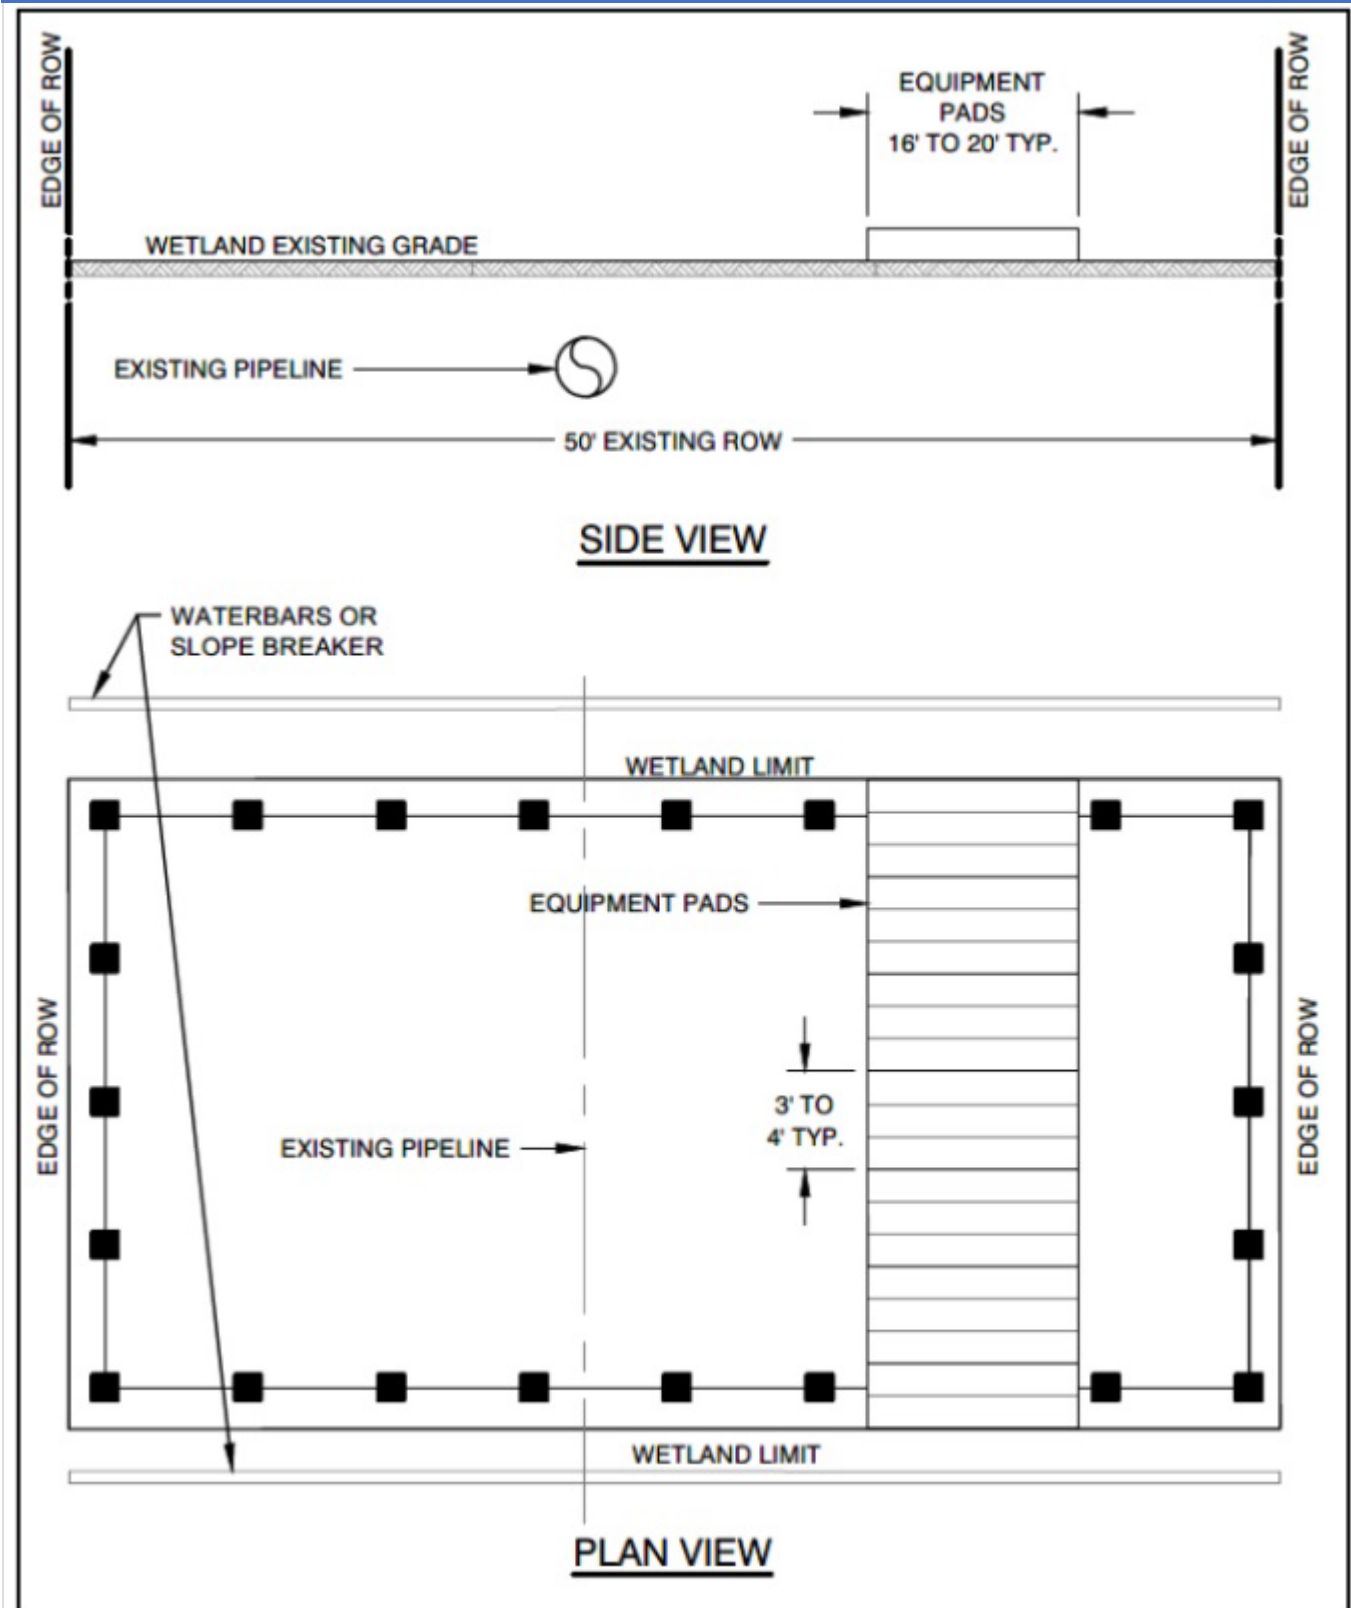 EDGE OF ROW
EQUIPMENT
PADS
16' TO 20' TYP.
EDGE OF ROW
WETLAND EXISTING GRADE
EXISTING PIPELINE
50' EXISTING ROW
SIDE VIEW
WATERBARS OR
SLOPE BREAKER
WETLAND LIMIT
EQUIPMENT PADS
EDGE OF ROW
3' TO
4' TYP.
EXISTING PIPELINE
EDGE OF ROW
WETLAND LIMIT
PLAN VIEW